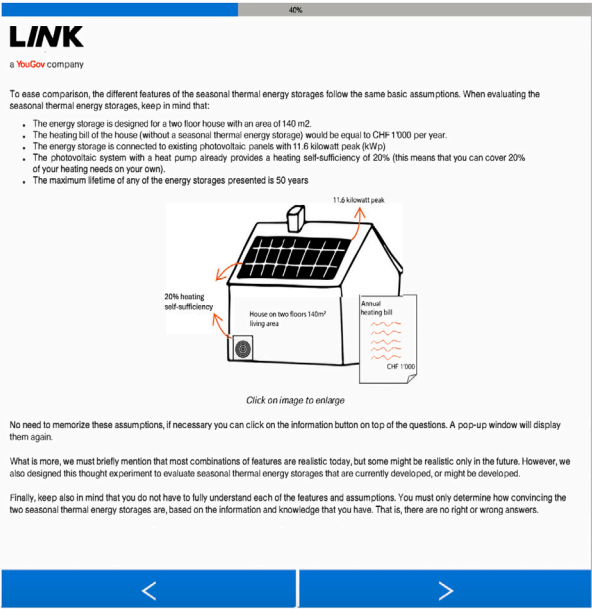 40%
LINK
a YouGov company
To ease comparison, the different features of the seasonal thermal energy storages follow the same basic assumptions. When evaluating the
seasonal thermal energy storages, keep in mind that:
• The energy storage is designed for a two floor house with an area of 140 m2.
• The heating bill of the house (without a seasonal thermal energy storage) would be equal to CHF 1'000 per year.
• The energy storage is connected to existing photovoltaic panels with 11.6 kilowatt peak (kWp)
• The photovoltaic system with a heat pump already provides a heating self-sufficiency of 20% (this means that you can cover 20%
of your heating needs on your own).
• The maximum lifetime of any of the energy storages presented is 50 years
11.6 kilowatt peak
20% heating
self-sufficiency
House on two floors 140m²
living area
Annual
heating bill
CHF 1'000
Click on image to enlarge
No need to memorize these assumptions, if necessary you can click on the information button on top of the questions. A pop-up window will display
them again.
What is more, we must briefly mention that most combinations of features are realistic today, but some might be realistic only in the future. However, we
also designed this thought experiment to evaluate seasonal thermal energy storages that are currently developed, or might be developed.
Finally, keep also in mind that you do not have to fully understand each of the features and assumptions. You must only determine how convincing the
two seasonal thermal energy storages are, based on the information and knowledge that you have. That is, there are no right or wrong answers.